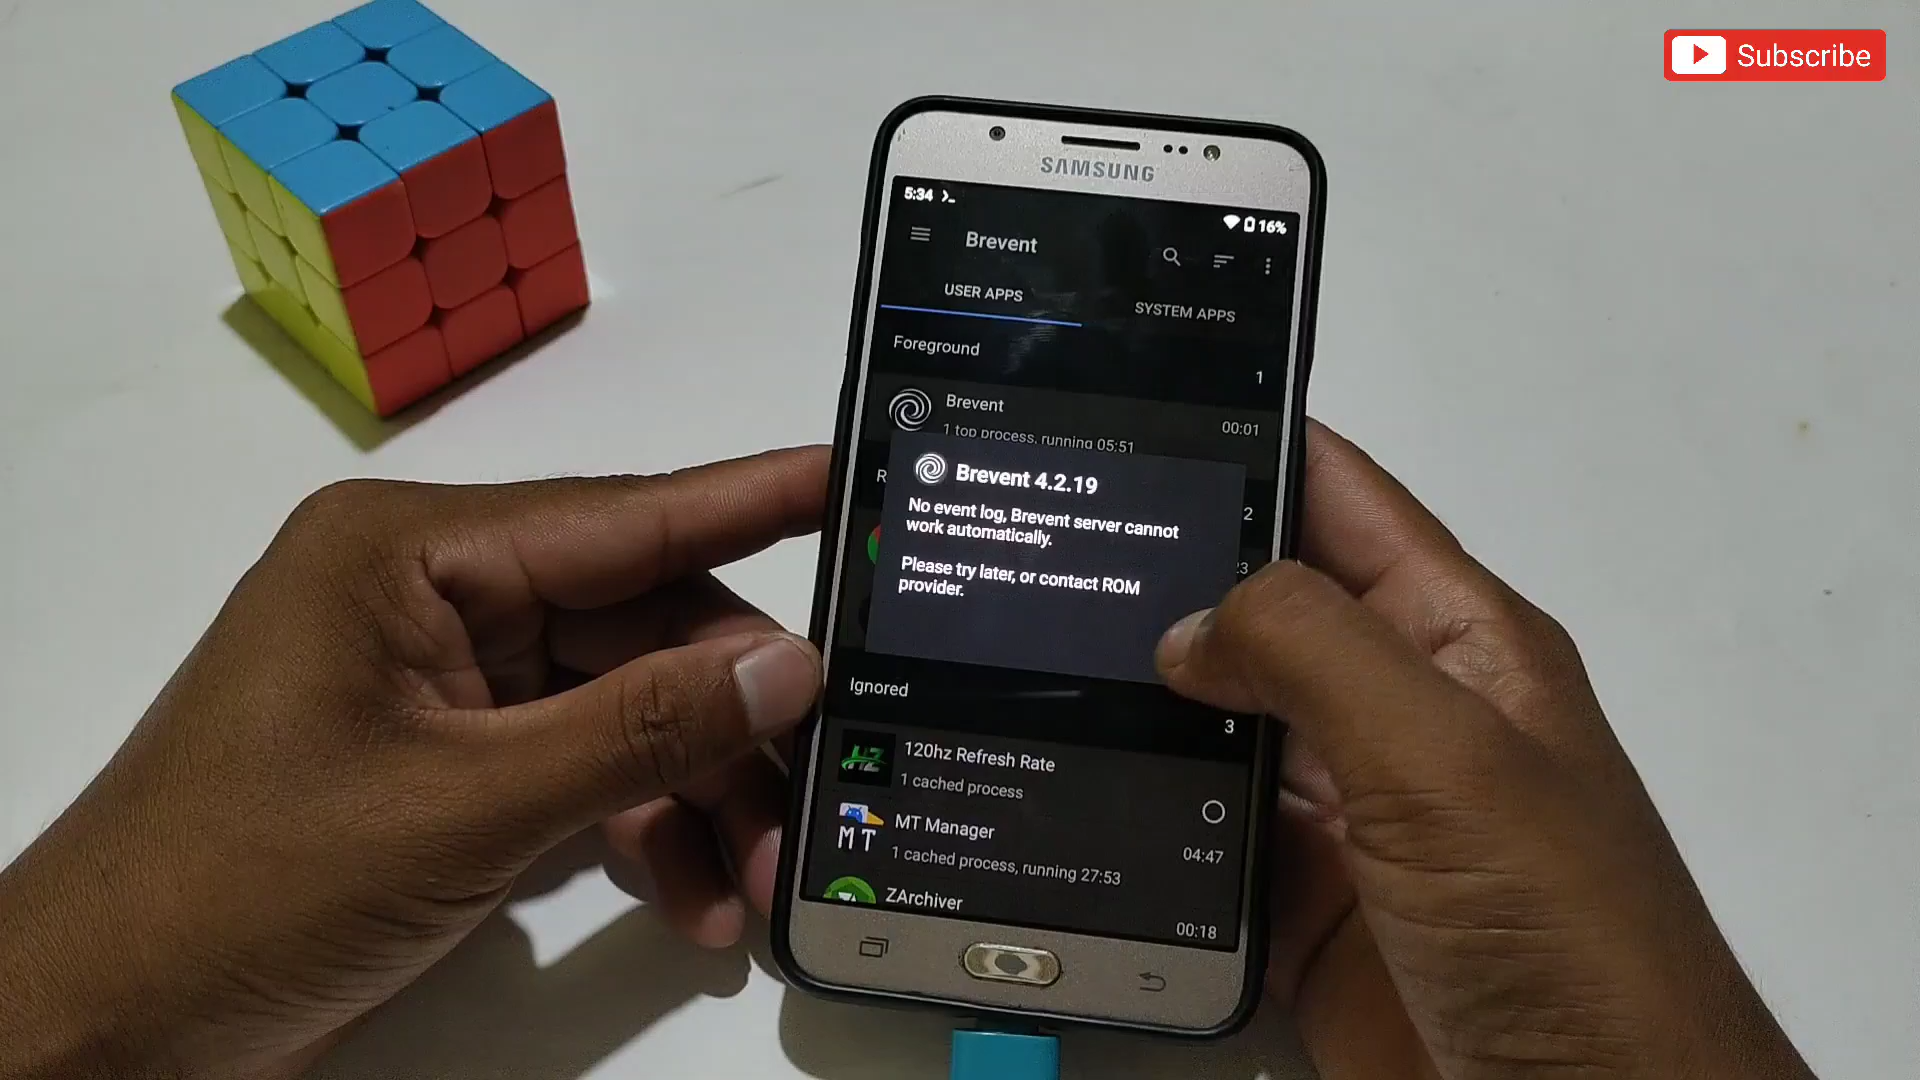 Subscribe
SAMSUNG
5:34
16%
Brevent
USER APPS
SYSTEM APPS
Foreground
1
Brevent
1 top process, running 05:51
00:01
R
2
Brevent 4.2.19
No event log, Brevent server cannot
work automatically.
Please try later, or contact ROM
provider.
23
Ignored
3
HZ
120hz Refresh Rate
1 cached process
MT
MT Manager
1 cached process, running 27:53
04:47
ZArchiver
00:18